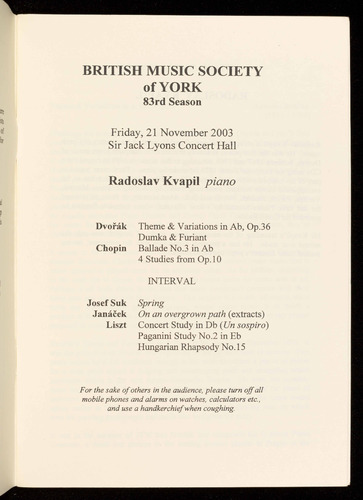 BRITISH MUSIC SOCIETY
of YORK
83rd Season
Friday, 21 November 2003
Sir Jack Lyons Concert Hall
Radoslav Kvapil piano
Dvořák Theme & Variations in Ab, Op.36
Dumka & Furiant
Chopin Ballade No.3 in Ab
4 Studies from Op.10
INTERVAL
Josef Suk Spring
Janáček On an overgrown path (extracts)
Liszt Concert Study in Db (Un sospiro)
Paganini Study No.2 in Eb
Hungarian Rhapsody No.15
For the sake of others in the audience, please turn off all
mobile phones and alarms on watches, calculators etc.,
and use a handkerchief when coughing.